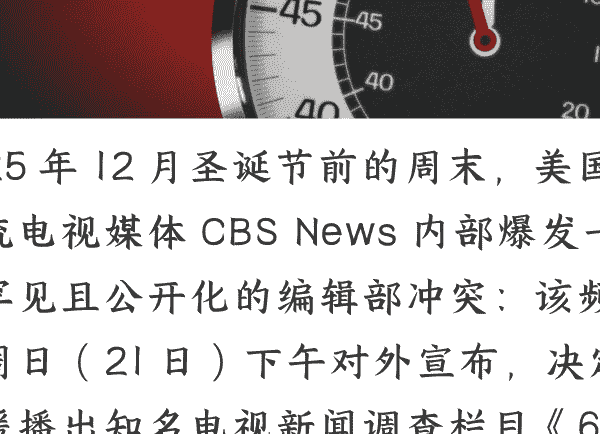 45
45
40
40
20
5 年 12 月圣诞节前的周末，美国
电视媒体 CBS News 内部爆发一
罕见且公开化的编辑部冲突：该频
周日（21 日）下午对外宣布，决定
播出知名电视新闻调查栏目《6